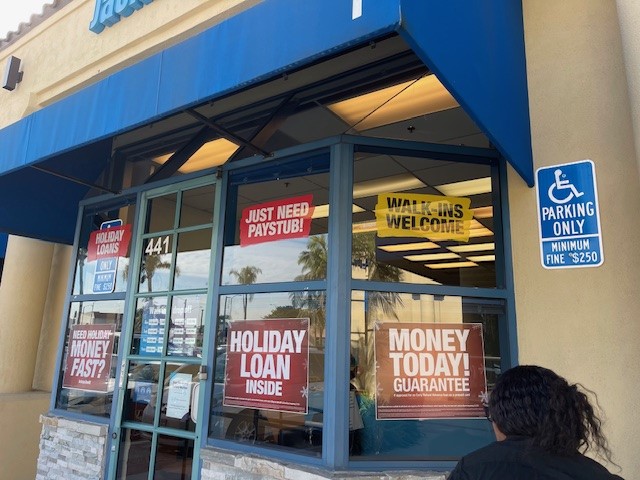 JUST NEED
PAYSTUB!
WALK-INS
WELCOME
HOLIDAY
LOANS
441
PARKING
ONLY
MINIMUM
FINE $250
NEED HOLIDAY
MONEY
FAST?
HOLIDAY
LOAN
INSIDE
MONEY
TODAY!
GUARANTEE